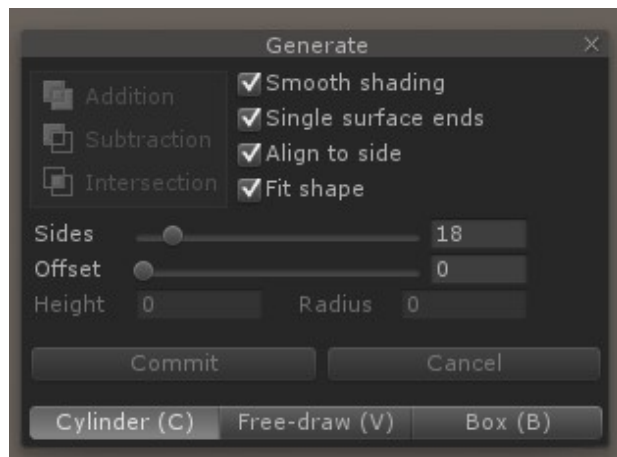 Generate
Addition
Subtraction
Intersection
Smooth shading
Single surface ends
Align to side
Fit shape
Sides 18
Offset 0
Height 0 Radius 0
Commit Cancel
Cylinder (C) Free-draw (V) Box (B)